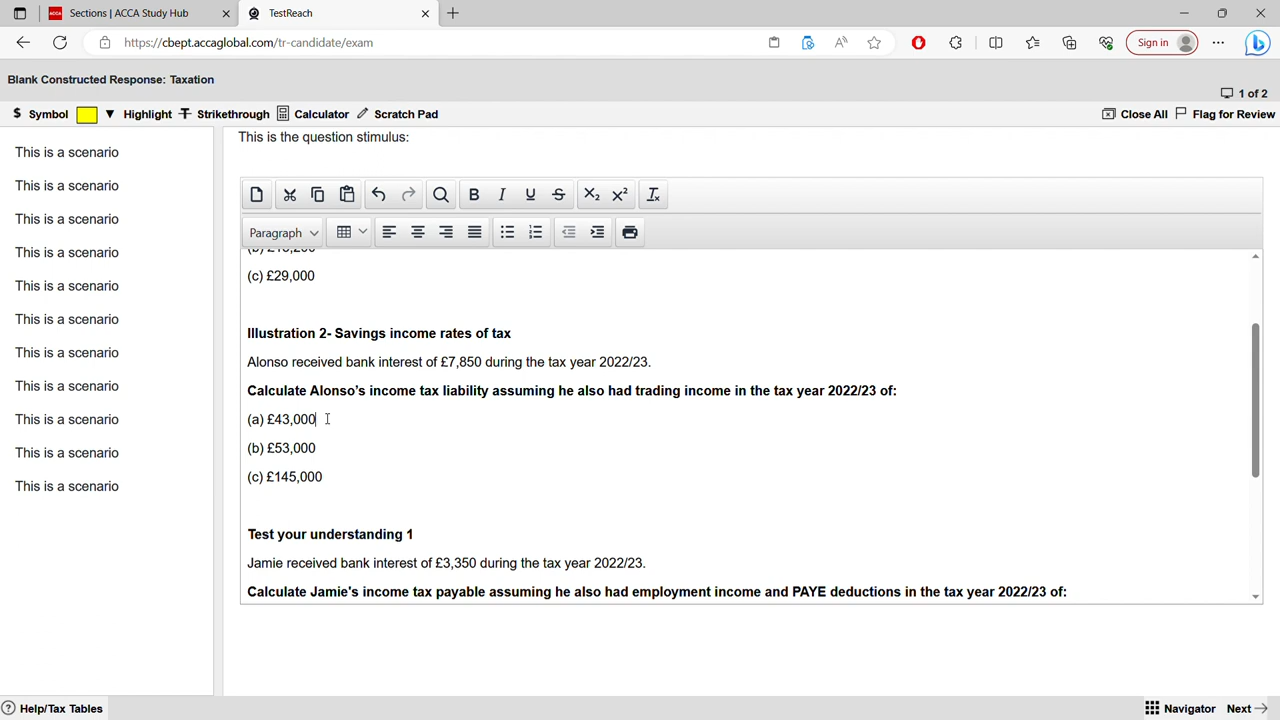 Sections | ACCA Study Hub
TestReach
https://cbept.accaglobal.com/tr-candidate/exam
Sign in
Blank Constructed Response: Taxation
1 of 2
$ Symbol Highlight Strikethrough Calculator Scratch Pad Close All Flag for Review
This is a scenario
This is a scenario
This is a scenario
This is a scenario
This is a scenario
This is a scenario
This is a scenario
This is a scenario
This is a scenario
This is a scenario
This is a scenario
This is the question stimulus:
Paragraph
(c) £29,000
Illustration 2- Savings income rates of tax
Alonso received bank interest of £7,850 during the tax year 2022/23.
Calculate Alonso’s income tax liability assuming he also had trading income in the tax year 2022/23 of:
(a) £43,000
(b) £53,000
(c) £145,000
Test your understanding 1
Jamie received bank interest of £3,350 during the tax year 2022/23.
Calculate Jamie's income tax payable assuming he also had employment income and PAYE deductions in the tax year 2022/23 of:
Help/Tax Tables
Navigator Next